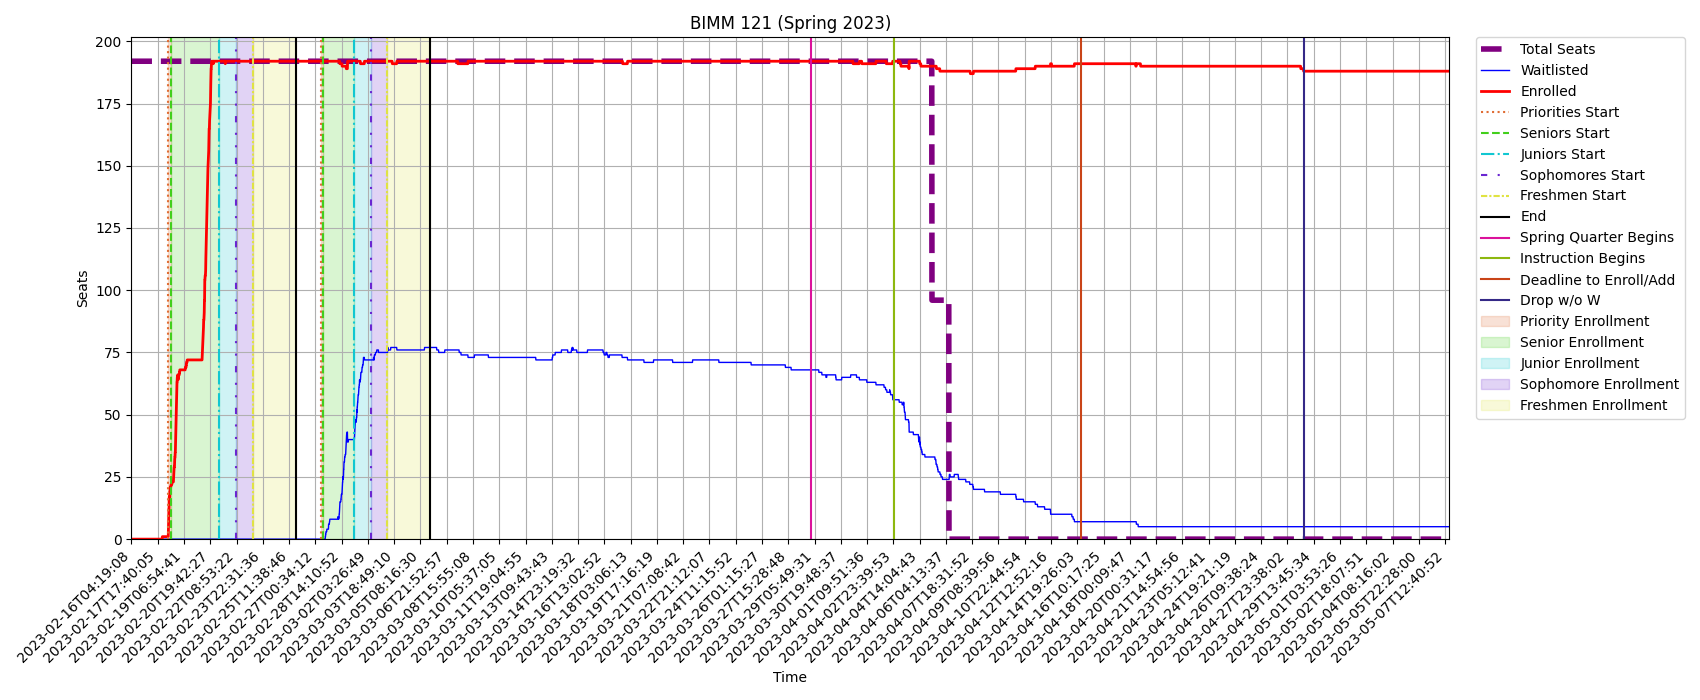 BIMM 121 (Spring 2023)
200
175
150
125
100
75
50
25
0
Seats
Total Seats
Waitlisted
Enrolled
Priorities Start
Seniors Start
Juniors Start
Sophomores Start
Freshmen Start
End
Spring Quarter Begins
Instruction Begins
Deadline to Enroll/Add
Drop w/o W
Priority Enrollment
Senior Enrollment
Junior Enrollment
Sophomore Enrollment
Freshmen Enrollment
2023-02-16T04:19:08
2023-02-17T17:40:05
2023-02-19T06:54:41
2023-02-20T19:42:27
2023-02-22T08:53:22
2023-02-23T22:31:36
2023-02-25T11:38:46
2023-02-27T00:34:12
2023-02-28T14:10:52
2023-03-02T03:26:49
2023-03-03T18:49:10
2023-03-05T08:16:30
2023-03-06T21:52:57
2023-03-08T13:55:08
2023-03-10T05:37:05
2023-03-11T19:04:55
2023-03-13T09:43:43
2023-03-14T23:19:32
2023-03-16T13:02:52
2023-03-18T03:06:13
2023-03-19T17:16:19
2023-03-21T07:08:42
2023-03-22T21:12:07
2023-03-24T11:15:52
2023-03-26T01:15:27
2023-03-27T15:28:48
2023-03-29T05:49:31
2023-03-30T19:48:37
2023-04-01T09:51:36
2023-04-02T23:39:53
2023-04-04T14:04:43
2023-04-06T04:13:37
2023-04-07T18:31:52
2023-04-09T08:39:56
2023-04-10T22:44:54
2023-04-12T12:52:16
2023-04-14T19:26:03
2023-04-16T10:17:25
2023-04-18T00:09:47
2023-04-20T00:31:17
2023-04-21T14:54:56
2023-04-23T05:12:41
2023-04-24T19:21:19
2023-04-26T09:38:24
2023-04-27T23:38:02
2023-04-29T13:45:34
2023-05-01T03:53:26
2023-05-02T18:07:51
2023-05-04T08:16:02
2023-05-05T22:28:00
2023-05-07T12:40:52
Time